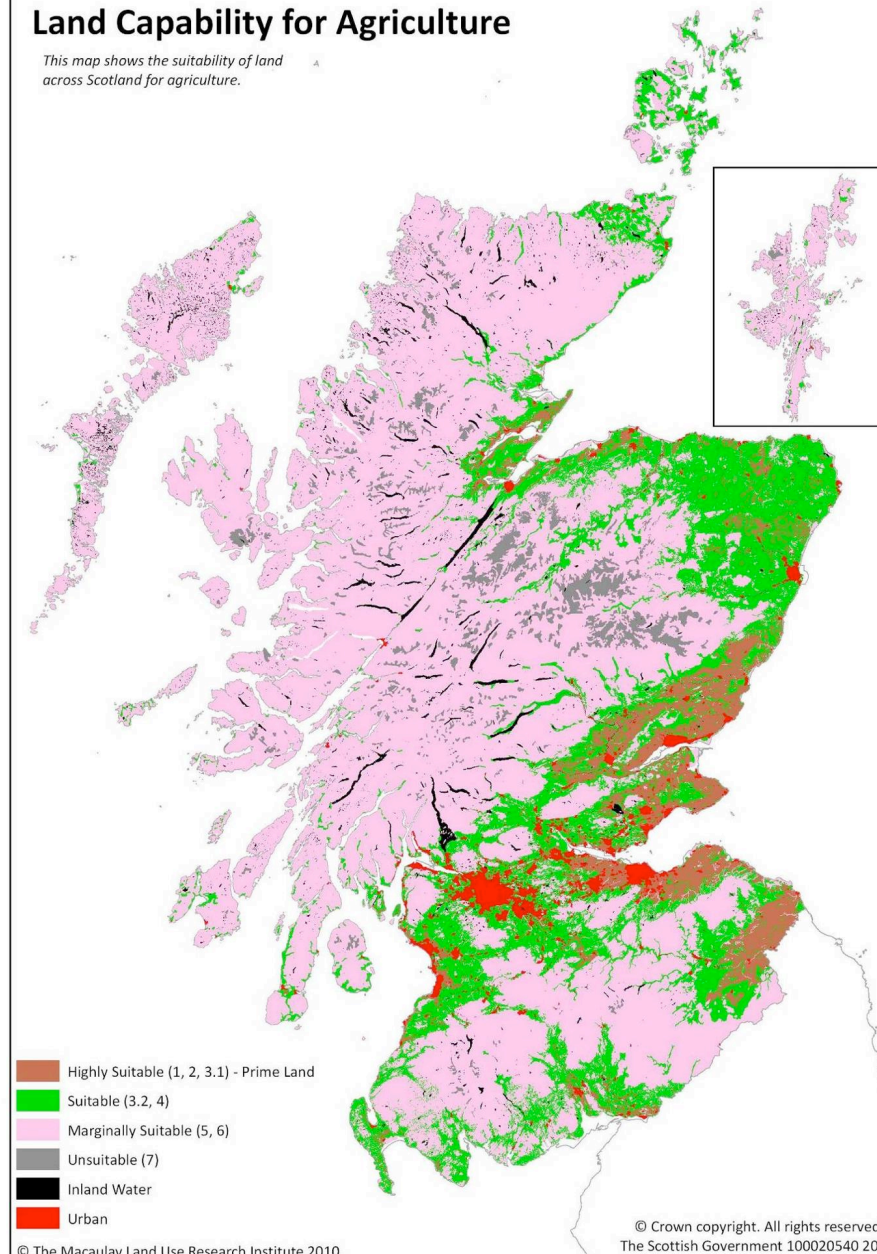 Land Capability for Agriculture
This map shows the suitability of land
across Scotland for agriculture.
Highly Suitable (1, 2, 3.1) - Prime Land
Suitable (3.2, 4)
Marginally Suitable (5, 6)
Unsuitable (7)
Inland Water
Urban
© The Macaulay Land Use Research Institute 2010
© Crown copyright. All rights reserved
The Scottish Government 100020540 20